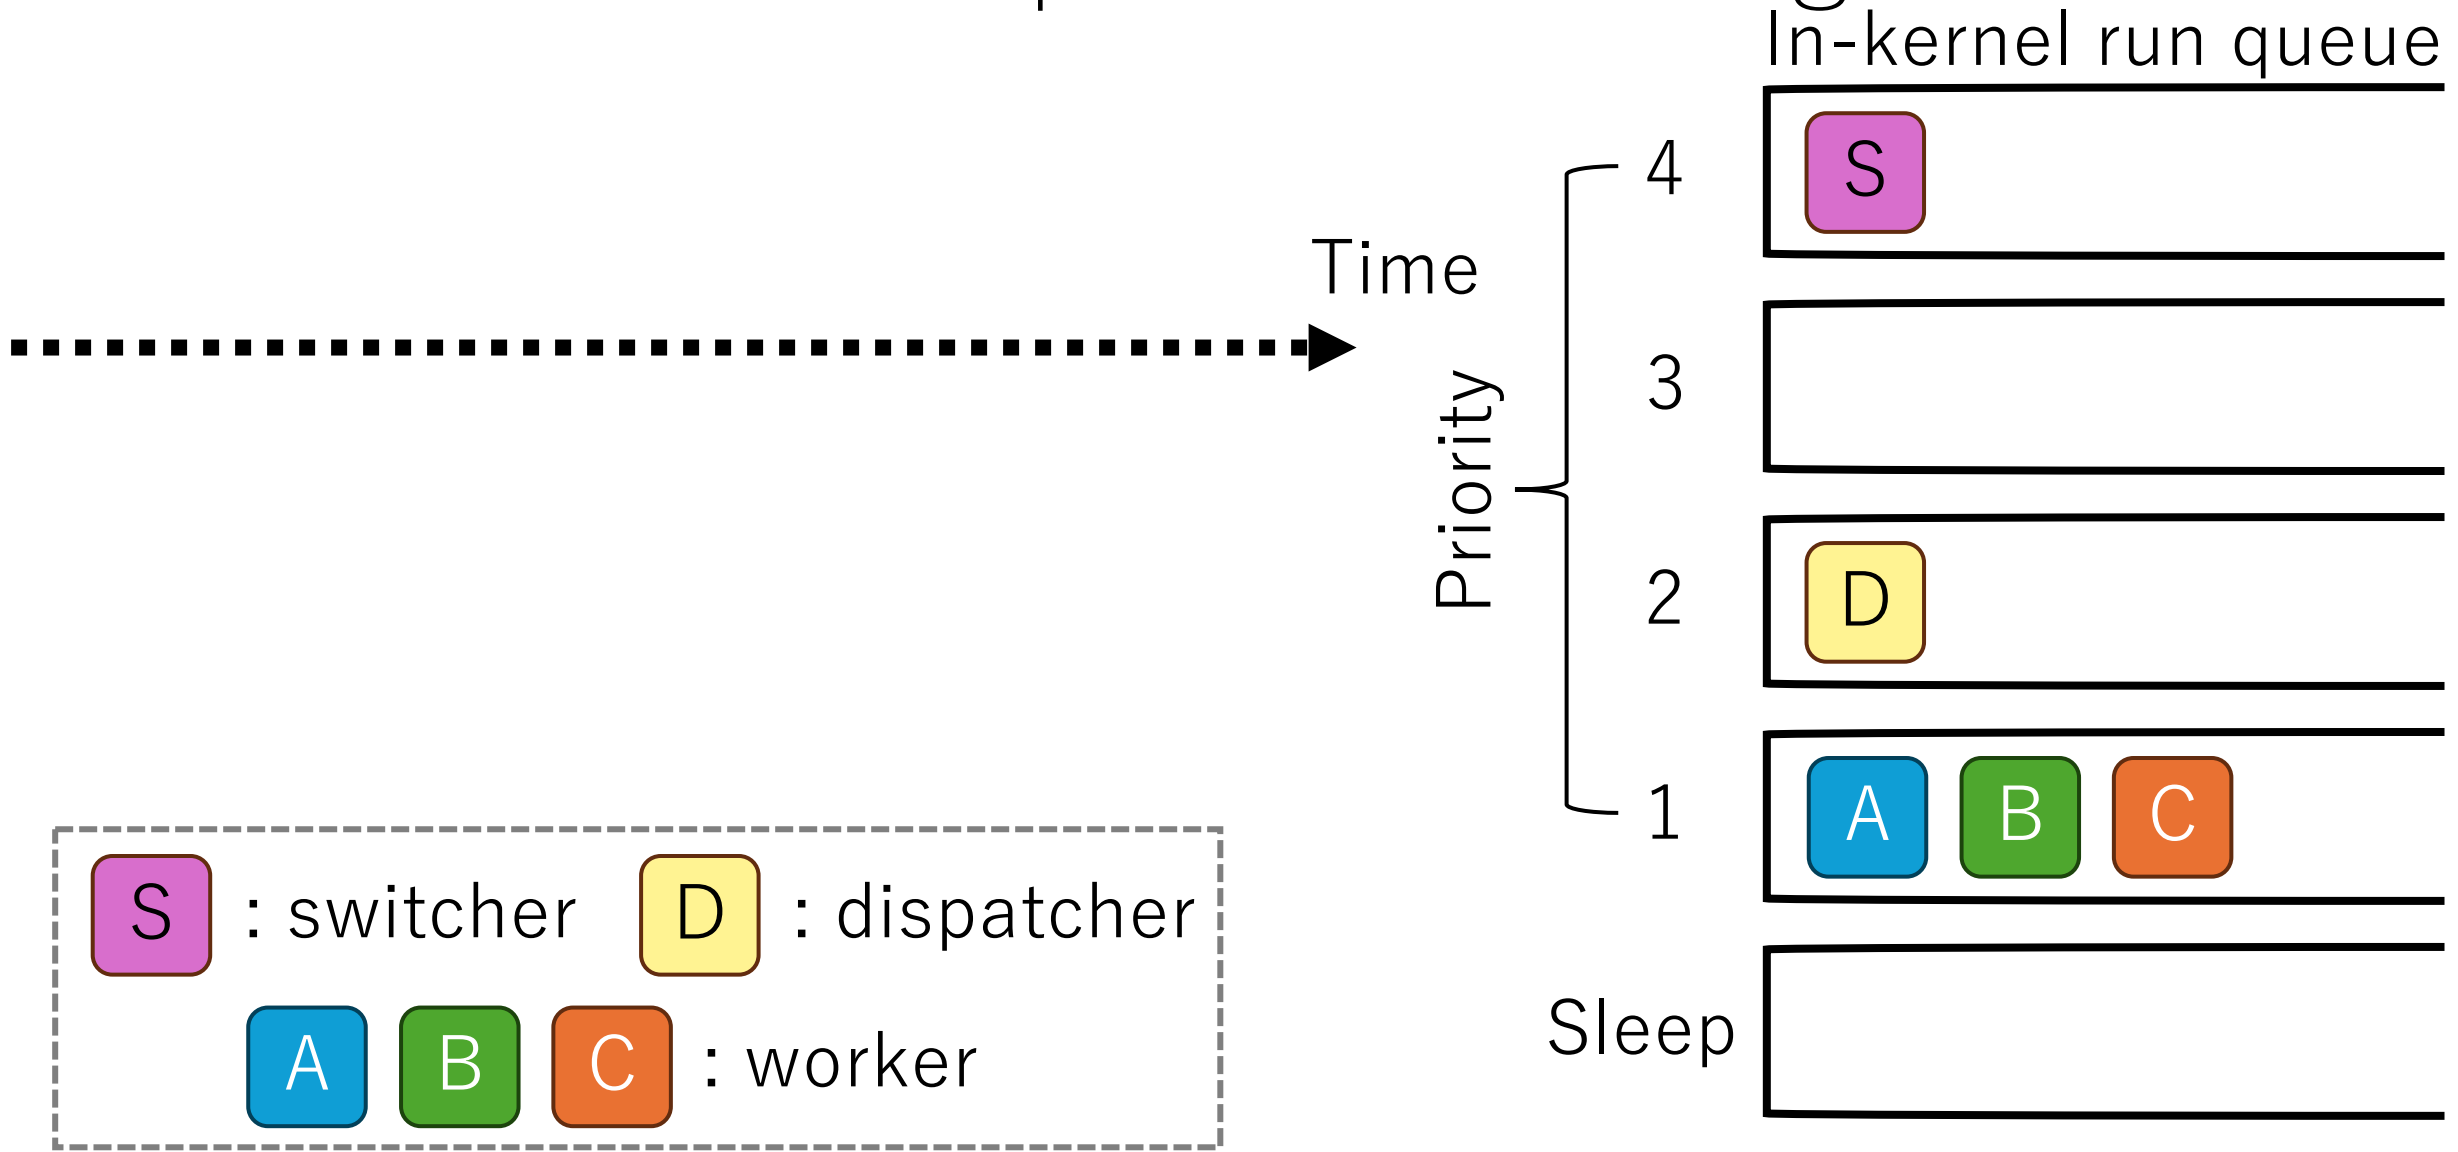 In-kernel run queue
4
S
Time
3
Priority
2
D
1
A B C
S : switcher D : dispatcher
Sleep
A B C : worker